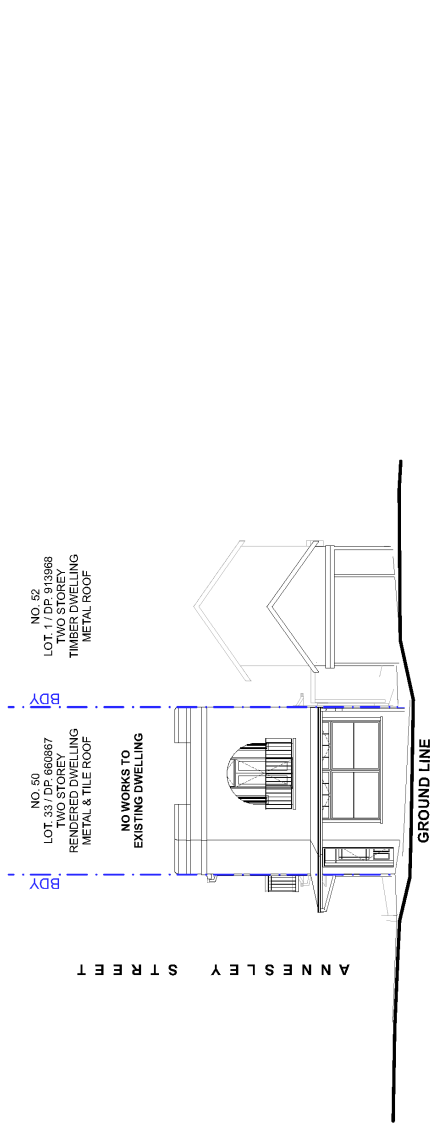 NO. 52
LOT. 1 / DP. 913968
TWO STOREY
TIMBER DWELLING
METAL ROOF
BDY
NO. 50
LOT. 33 / DP. 660867
TWO STOREY
RENDERED DWELLING
METAL & TILE ROOF
NO WORKS TO
EXISTING DWELLING
BDY
GROUND LINE
ANNESLEY STREET